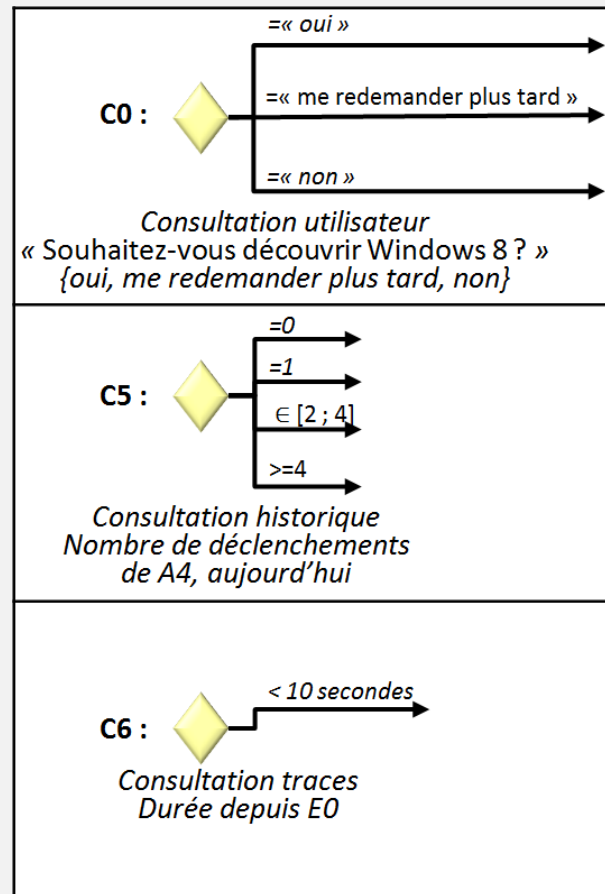 =« oui »
C0 :
=« me redemander plus tard »
=« non »
Consultation utilisateur
« Souhaitez-vous découvrir Windows 8 ? »
{oui, me redemander plus tard, non}
=0
=1
C5 :
∈ [2 ; 4]
>=4
Consultation historique
Nombre de déclenchements
de A4, aujourd’hui
< 10 secondes
C6 :
Consultation traces
Durée depuis E0